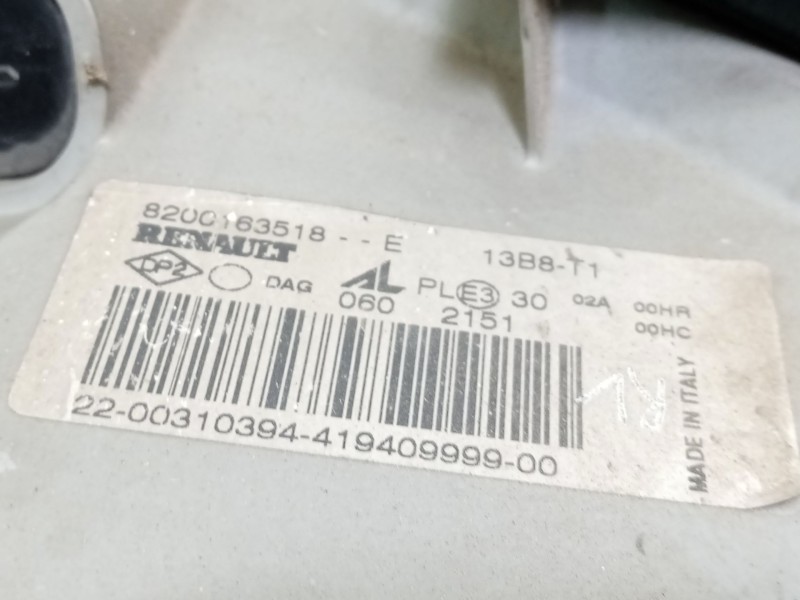 8200163518 -- E 13B8-T1
RENAULT
DP2 DAG AL PL E3 30 02A 00HR
060 2151 00HC
22-00310394-419409999-00
MADE IN ITALY